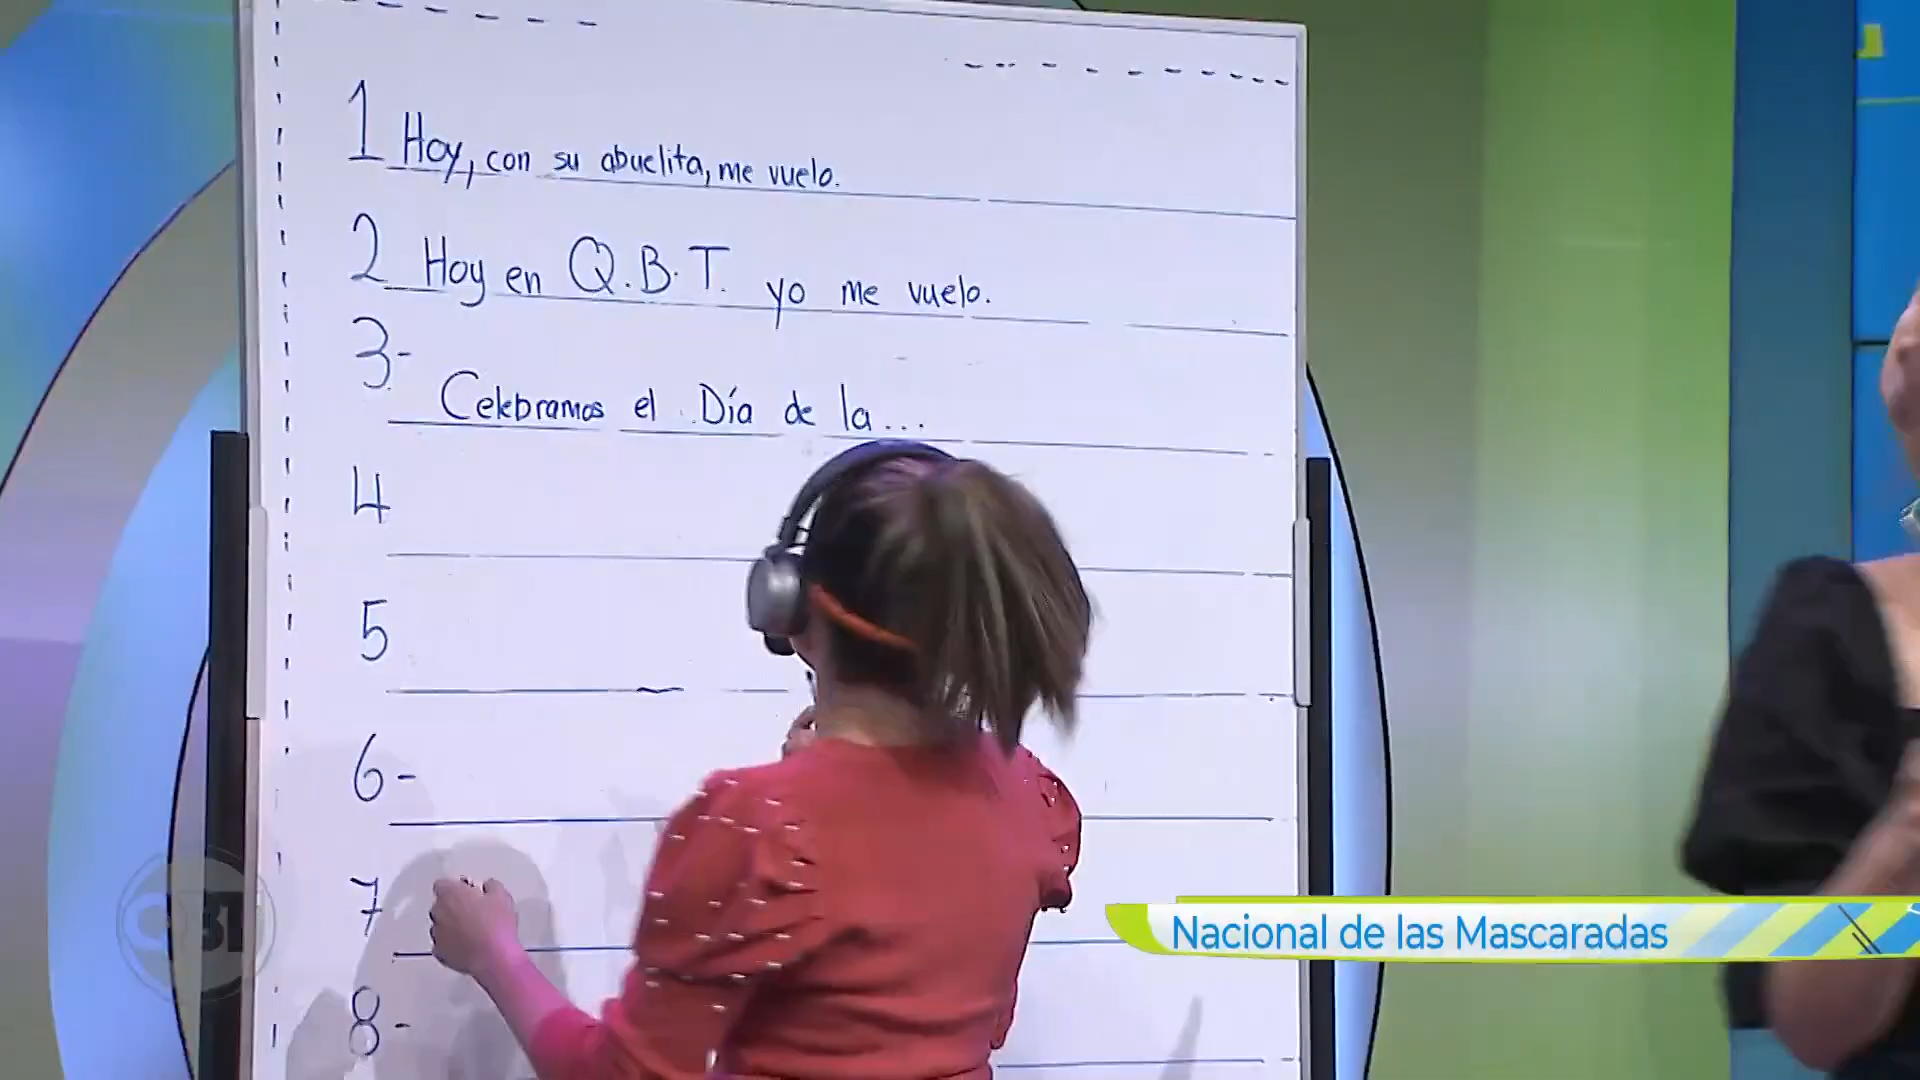 1 Hoy, con su abuelita, me vuelo.
2 Hoy en Q.B.T. yo me vuelo.
3- Celebramos el Día de la...
4
5
6-
7
8-
Nacional de las Mascaradas